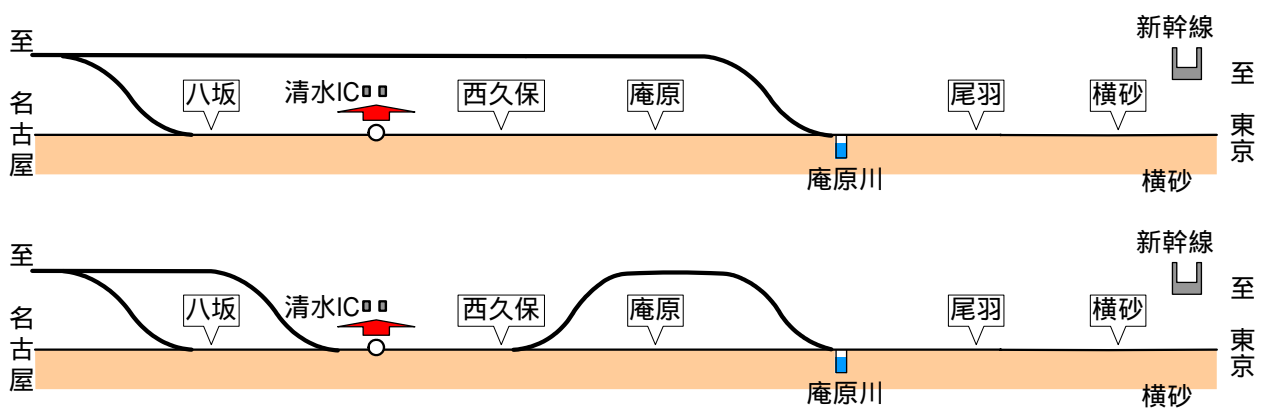 新幹線
至
名古屋
八坂
清水IC
西久保
庵原
尾羽
横砂
至
東京
庵原川
横砂
新幹線
至
名古屋
八坂
清水IC
西久保
庵原
尾羽
横砂
至
東京
庵原川
横砂